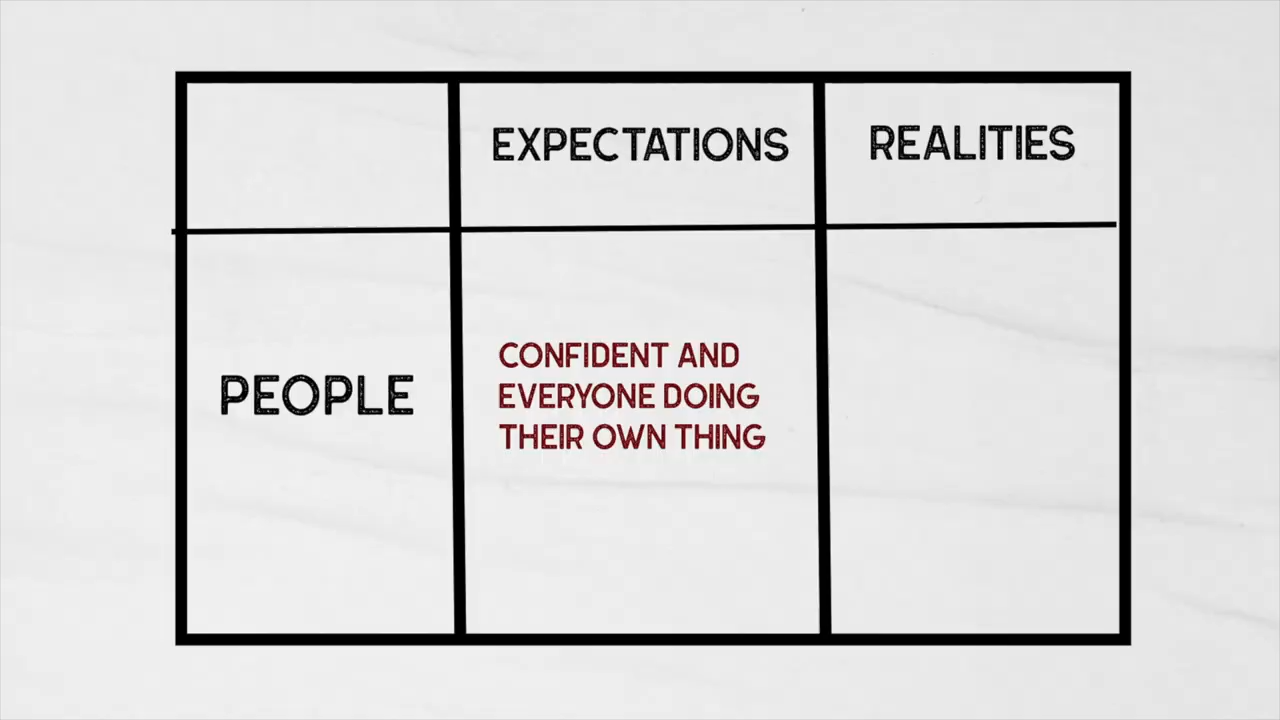 EXPECTATIONS
REALITIES
PEOPLE
CONFIDENT AND
EVERYONE DOING
THEIR OWN THING